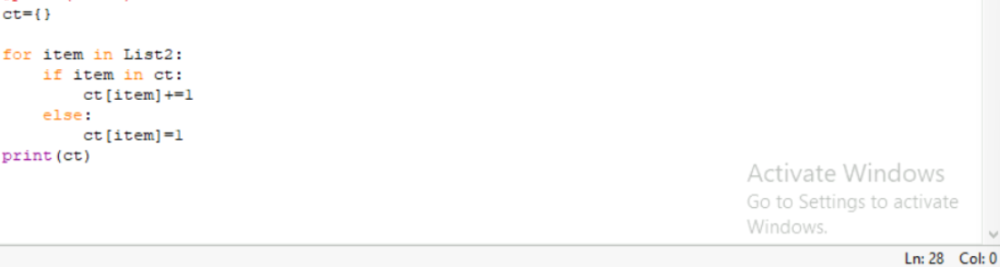 ct={}
for item in List2:
    if item in ct:
        ct[item]+=1
    else:
        ct[item]=1
print(ct)
Activate Windows
Go to Settings to activate
Windows.
Ln: 28 Col: 0